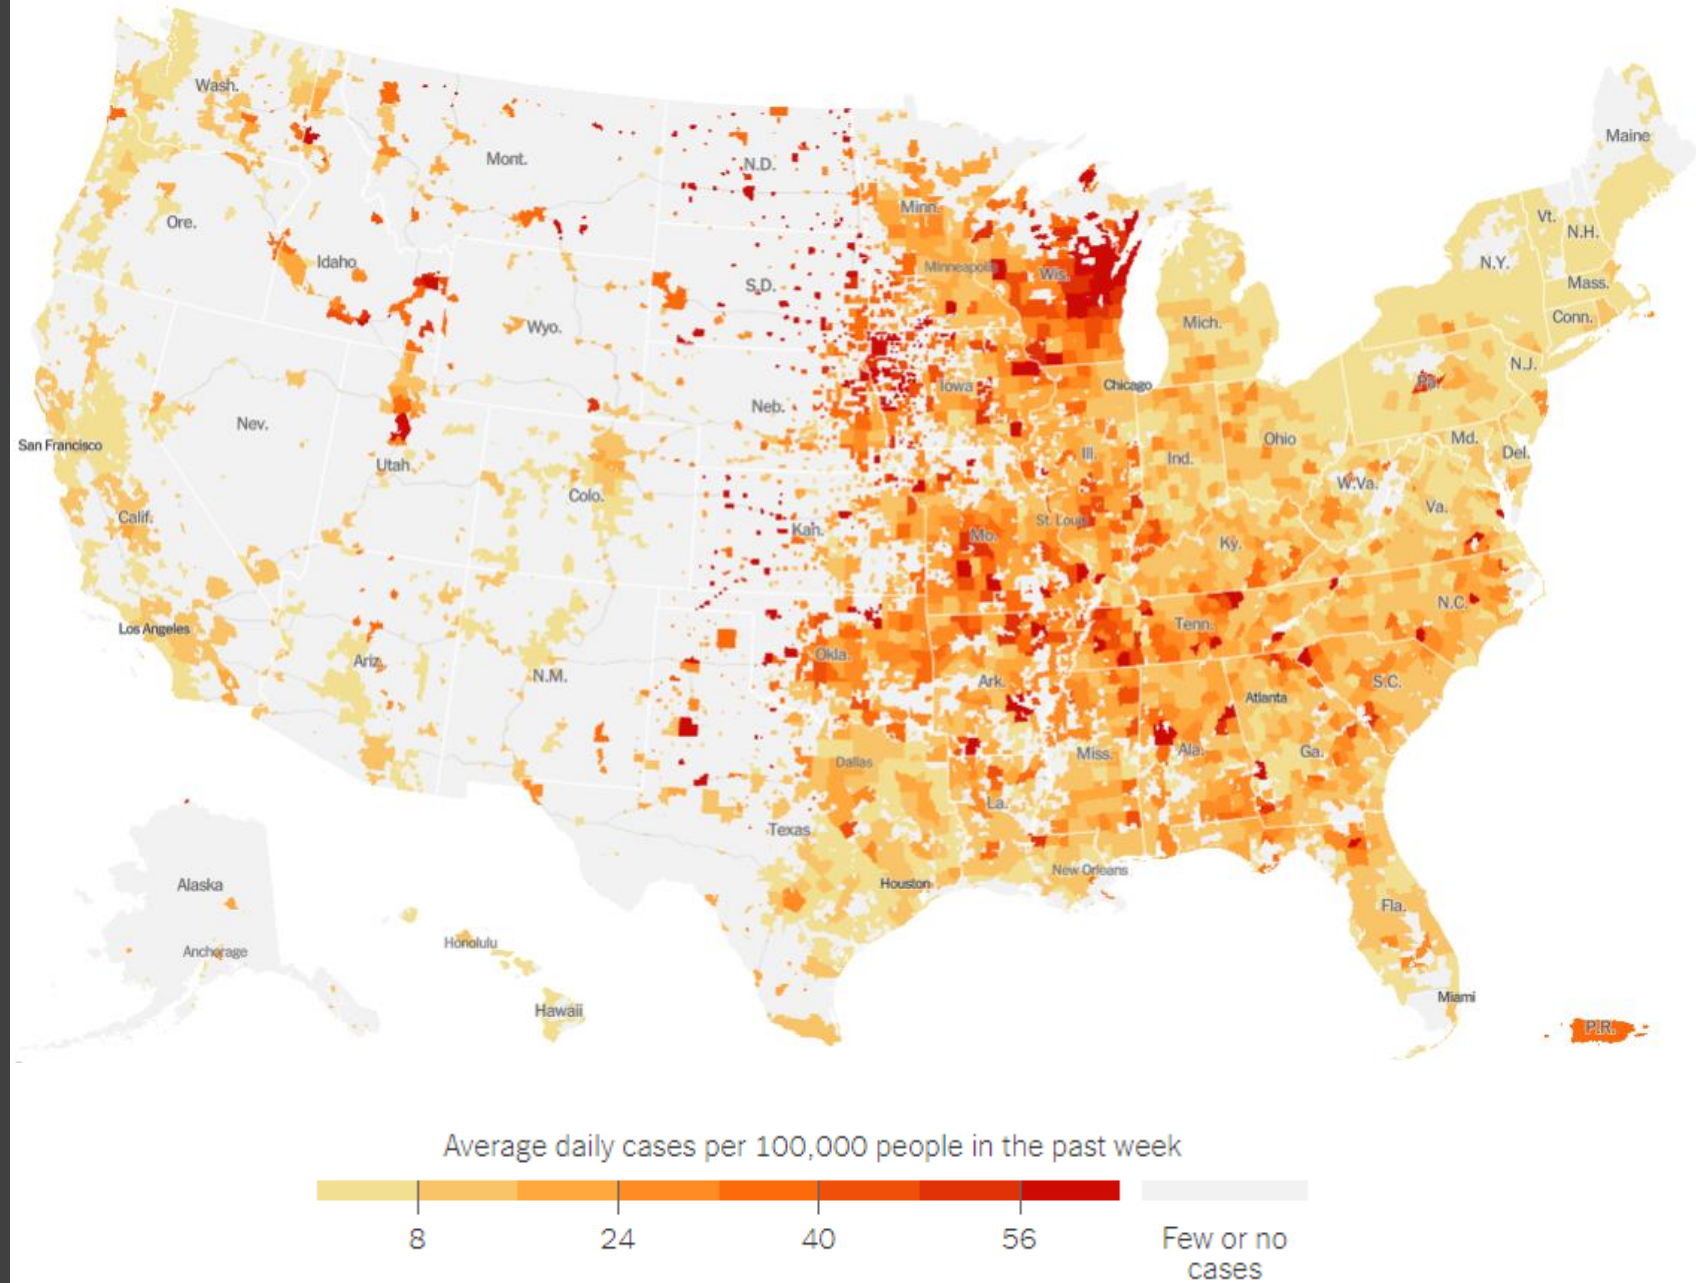 Wash.
Maine
Mont.
N.D.
Minn.
Vt.
N.H.
Ore.
Idaho
Minneapolis
Wis.
N.Y.
Mass.
S.D.
Conn.
Wyo.
Mich.
N.J.
Pa.
Chicago
Iowa
Neb.
Nev.
San Francisco
Ohio
Md.
Del.
Utah
Ill.
Ind.
W.Va.
Colo.
Va.
Calif.
St. Louis
Kan.
Mo.
Ky.
N.C.
Los Angeles
Tenn.
Okla.
Ariz.
N.M.
Ark.
S.C.
Atlanta
Miss.
Ala.
Ga.
Dallas
La.
Texas
New Orleans
Houston
Alaska
Fla.
Honolulu
Anchorage
Miami
Hawaii
P.R.
Average daily cases per 100,000 people in the past week
8
24
40
56
Few or no
cases